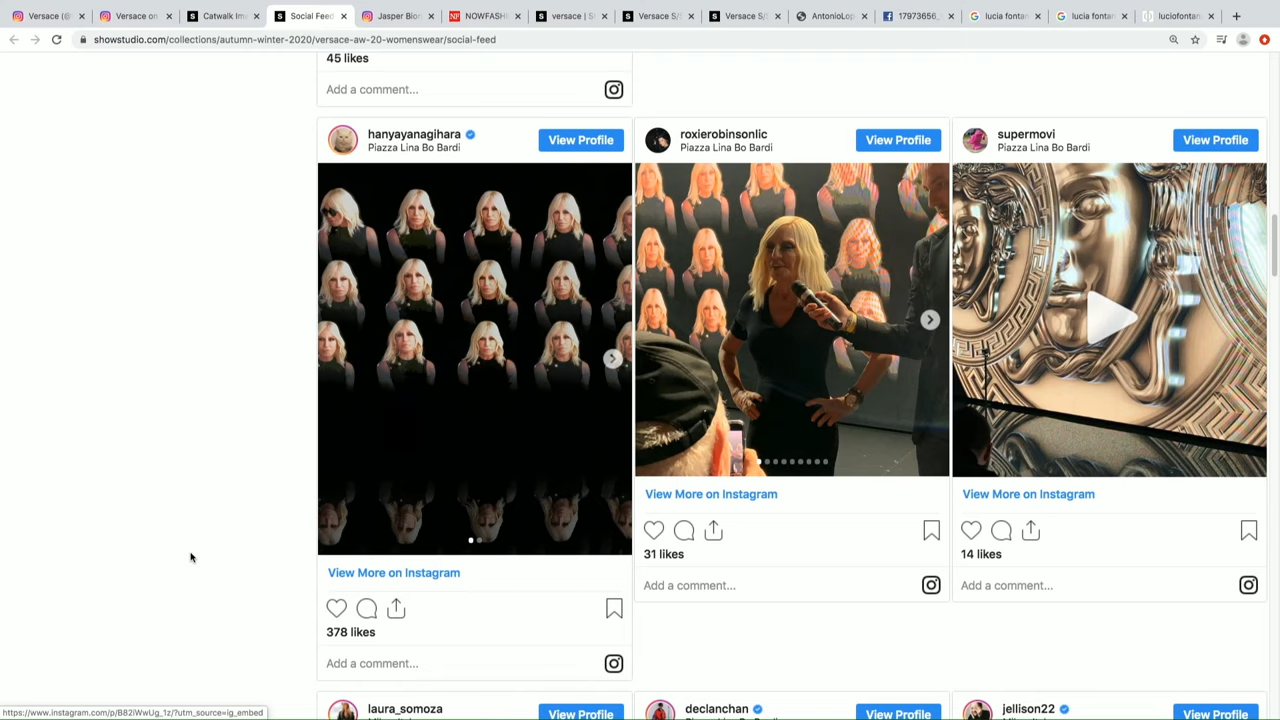 Versace (@
Versace on
Catwalk Im
Social Feed
Jasper Bion
NOWFASHI
versace | S
Versace S/S
Versace S/S
AntonioLop
17973656_
lucia fontan
lucia fontan
luciofontan
showstudio.com/collections/autumn-winter-2020/versace-aw-20-womenswear/social-feed
45 likes
Add a comment...
hanyayanagihara
Piazza Lina Bo Bardi
View Profile
roxierobinsonlic
Piazza Lina Bo Bardi
View Profile
supermovi
Piazza Lina Bo Bardi
View Profile
View More on Instagram
31 likes
Add a comment...
View More on Instagram
14 likes
Add a comment...
View More on Instagram
378 likes
Add a comment...
laura_somoza
View Profile
declanchan
View Profile
jellison22
View Profile
https://www.instagram.com/p/B82iWwUg_1z/?utm_source=ig_embed